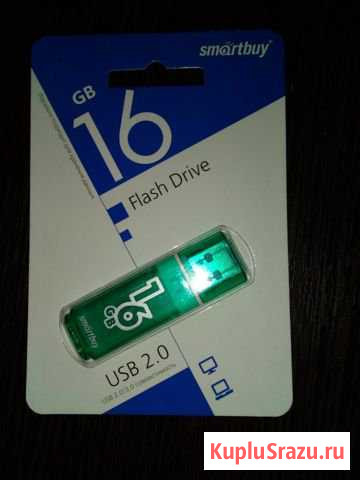 smartbuy
GB
16
Flash Drive
smartbuy
16
GB
USB 2.0
KupluSrazu.ru